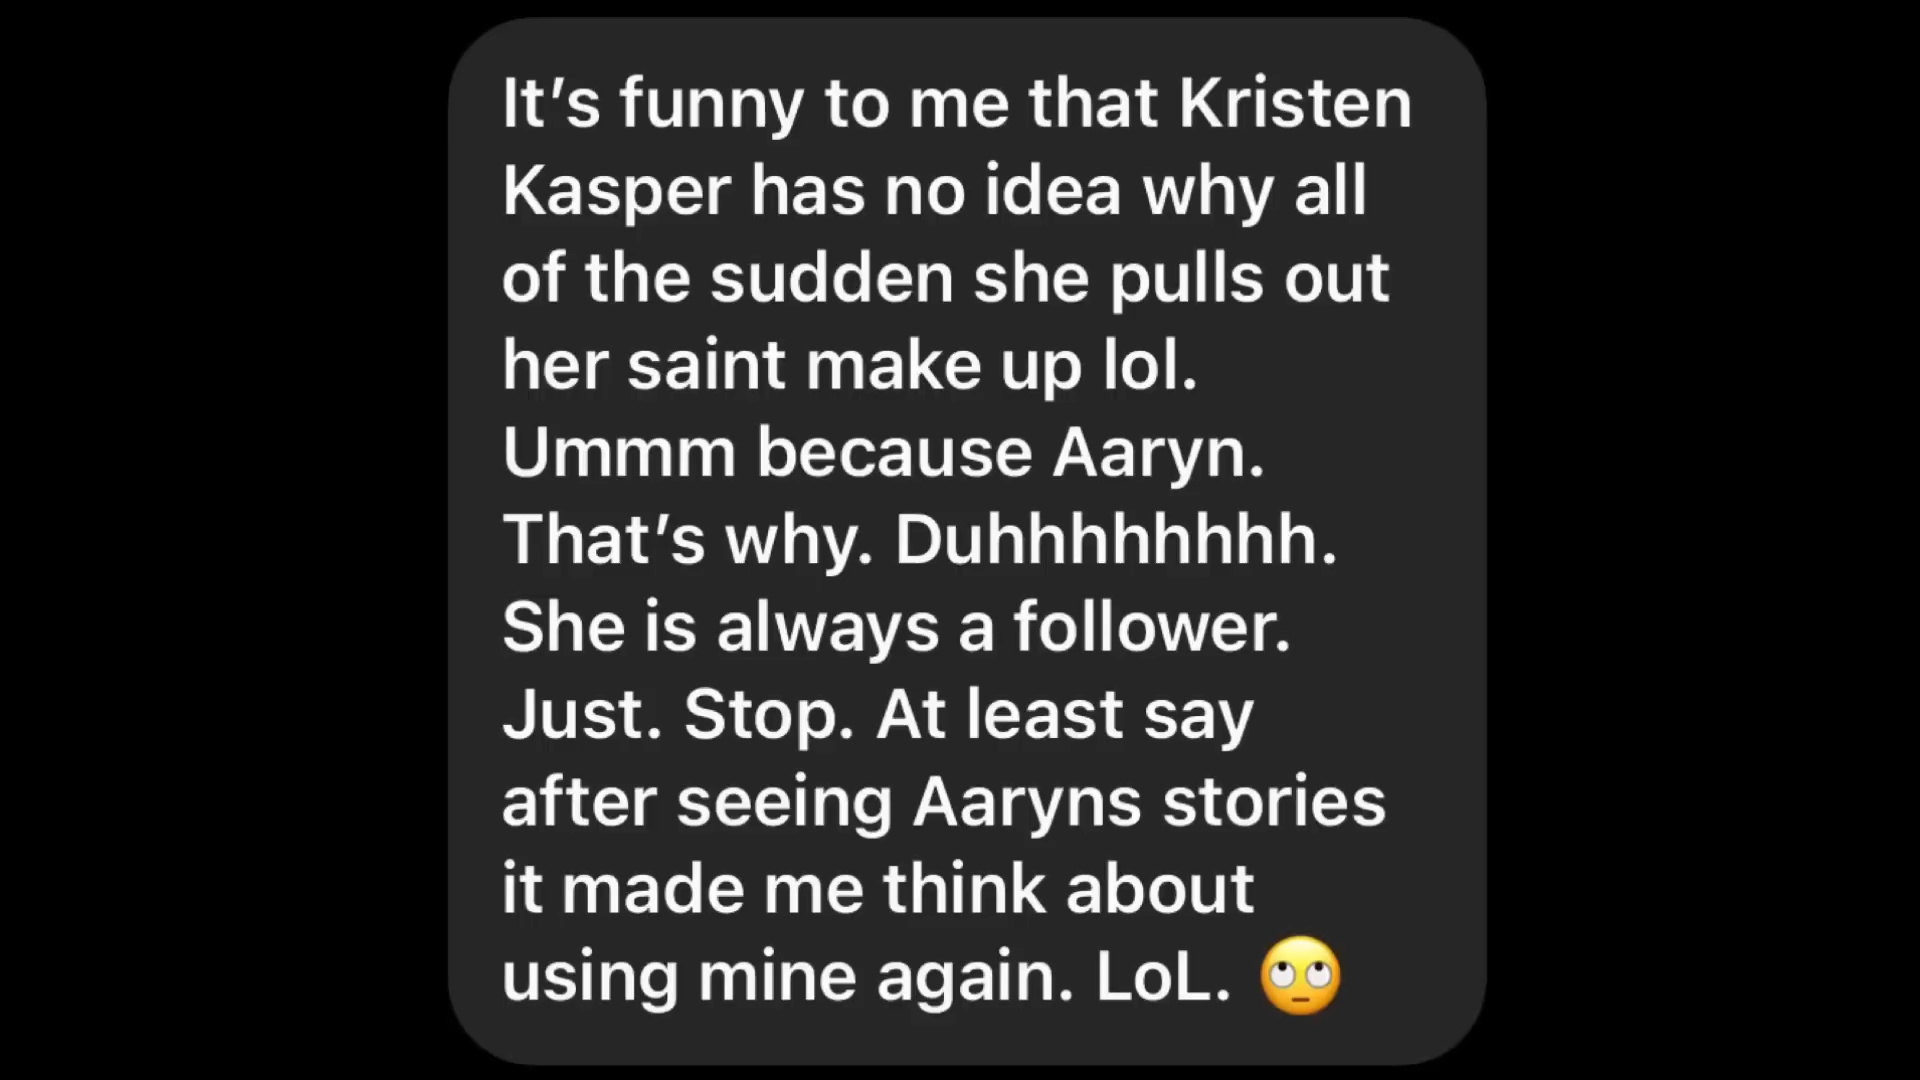 It’s funny to me that Kristen
Kasper has no idea why all
of the sudden she pulls out
her saint make up lol.
Ummm because Aaryn.
That’s why. Duhhhhhhhh.
She is always a follower.
Just. Stop. At least say
after seeing Aaryns stories
it made me think about
using mine again. LoL. 🙄